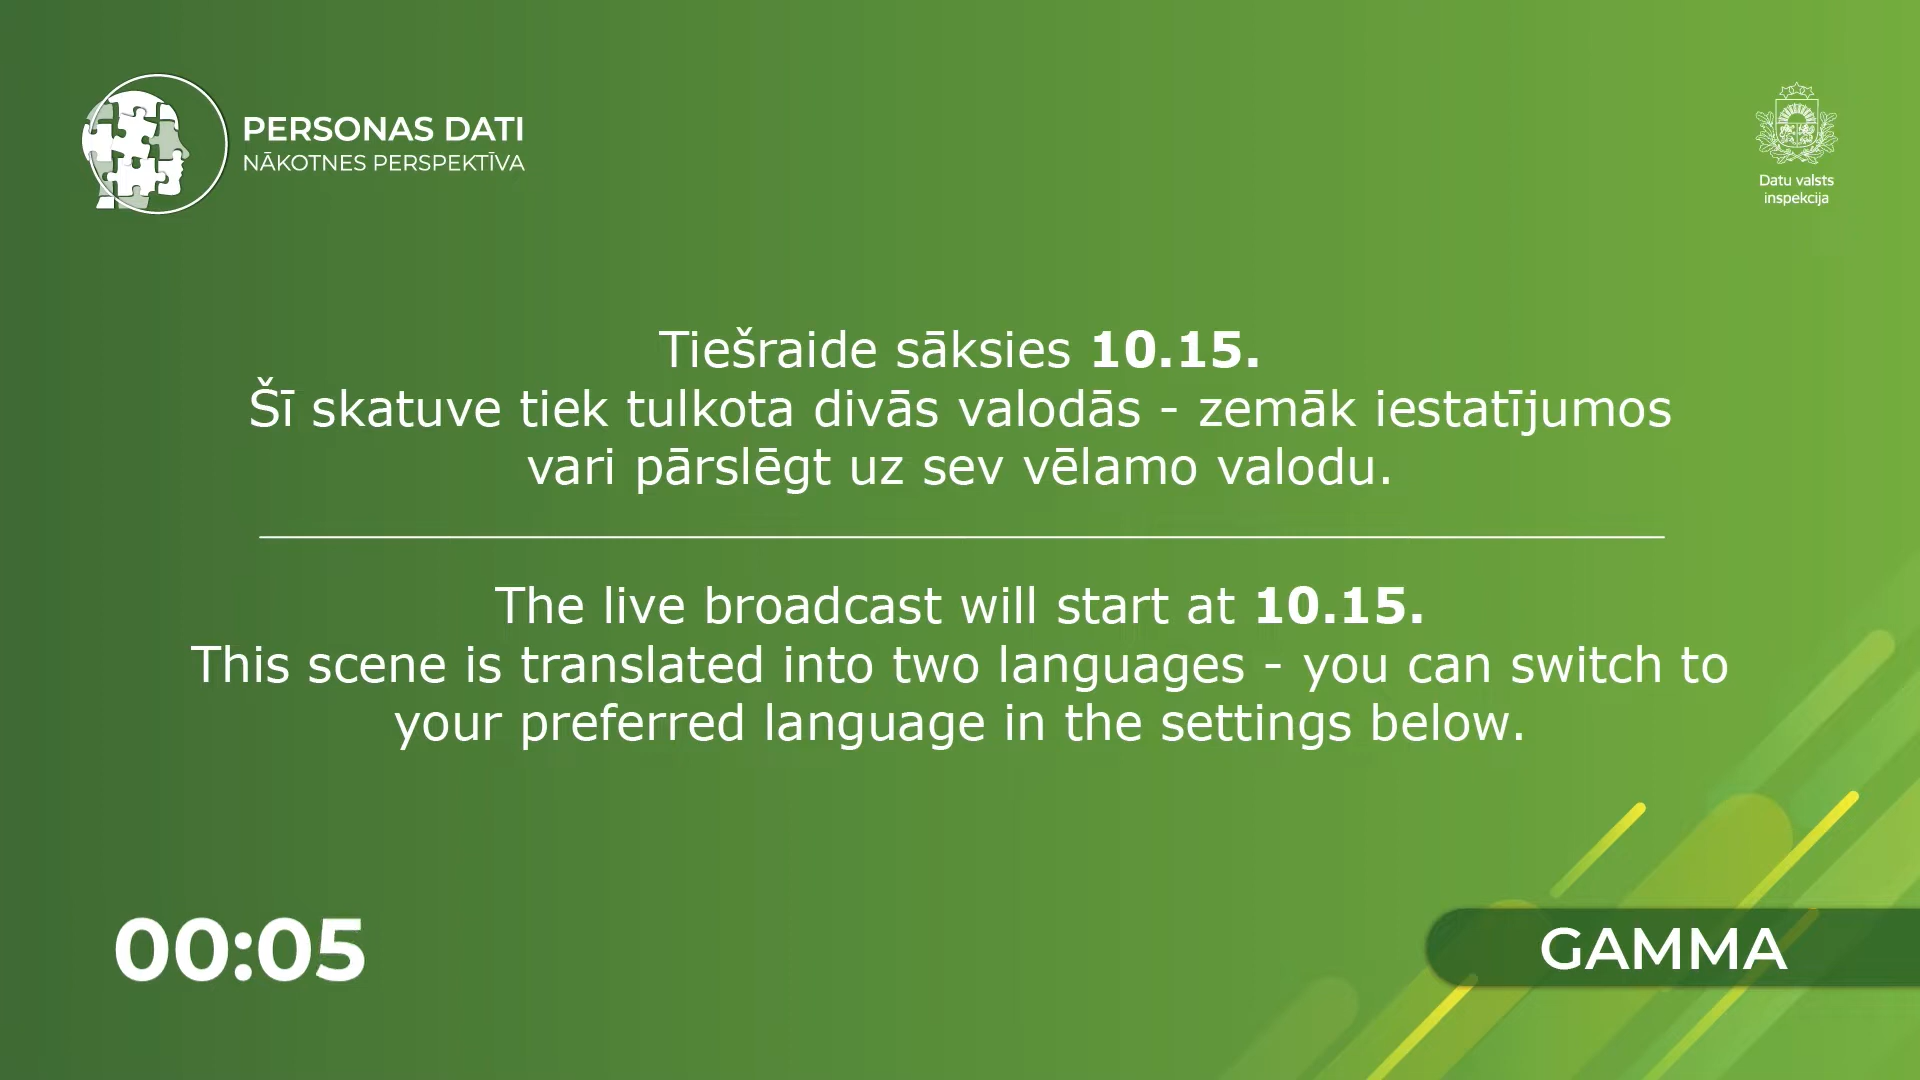 PERSONAS DATI
NĀKOTNES PERSPEKTĪVA
Datu valsts
inspekcija
Tiešraide sāksies 10.15.
Šī skatuve tiek tulkota divās valodās - zemāk iestatījumos
vari pārslēgt uz sev vēlamo valodu.
The live broadcast will start at 10.15.
This scene is translated into two languages - you can switch to
your preferred language in the settings below.
00:05
GAMMA